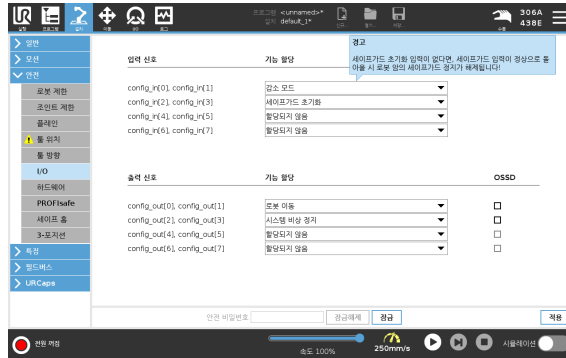 UR
프로그램 <unnamed>*
설치 default_1*
306A
438E
설정
프로그램
설치
이동
I/O
로그
신규...
열기...
저장...
수동
일반
모션
안전
로봇 제한
조인트 제한
플레인
툴 위치
툴 방향
I/O
하드웨어
PROFIsafe
세이프 홈
3-포지션
특징
필드버스
URCaps
경고
세이프가드 초기화 입력이 없다면, 세이프가드 입력이 정상으로 돌
아올 시 로봇 암의 세이프가드 정지가 해제됩니다!
입력 신호 기능 할당
config_in[0], config_in[1] 감소 모드
config_in[2], config_in[3] 세이프가드 초기화
config_in[4], config_in[5] 할당되지 않음
config_in[6], config_in[7] 할당되지 않음
출력 신호 기능 할당 OSSD
config_out[0], config_out[1] 로봇 이동
config_out[2], config_out[3] 시스템 비상 정지
config_out[4], config_out[5] 할당되지 않음
config_out[6], config_out[7] 할당되지 않음
안전 비밀번호 잠금해제 잠금 적용
전원 꺼짐
속도 100%
250mm/s
시뮬레이션